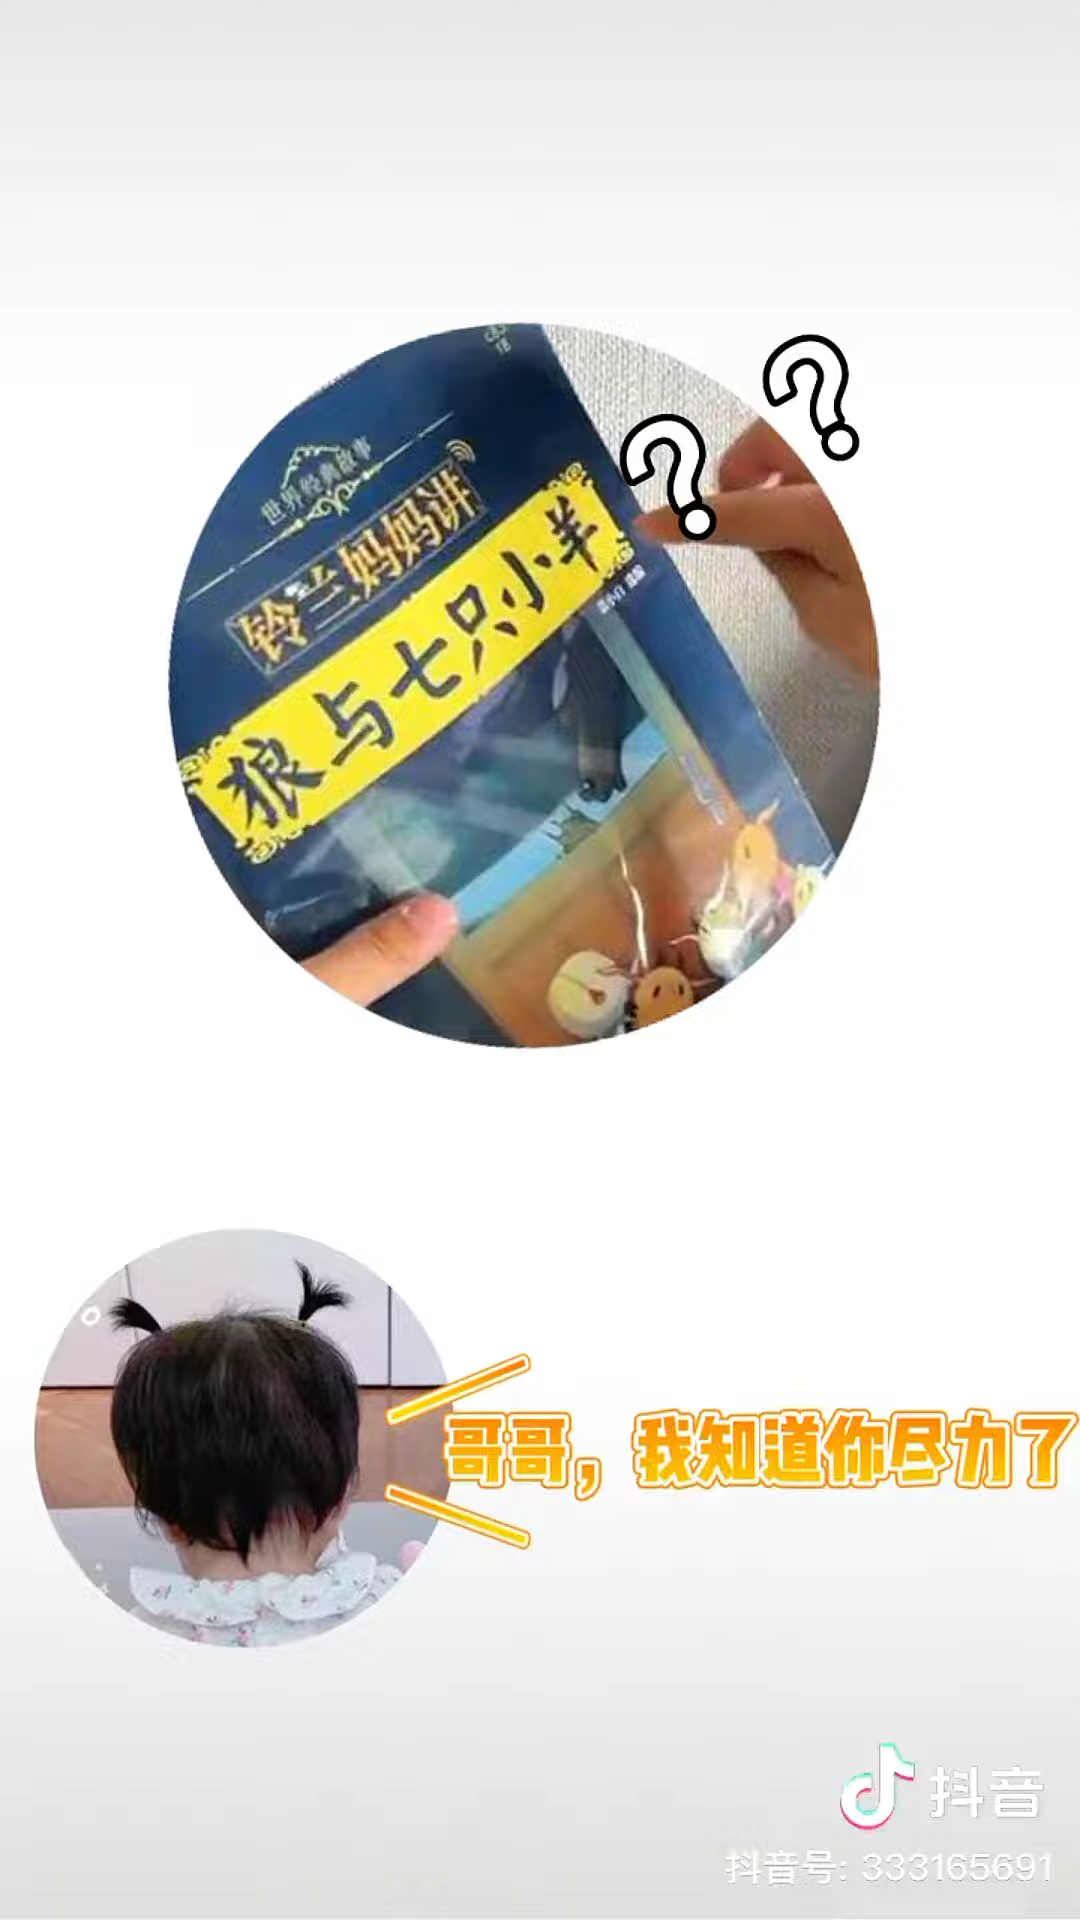 世界经典故事
铃兰妈妈讲
狼与七只小羊
哥哥，我知道你尽力了
抖音
抖音号: 333165691